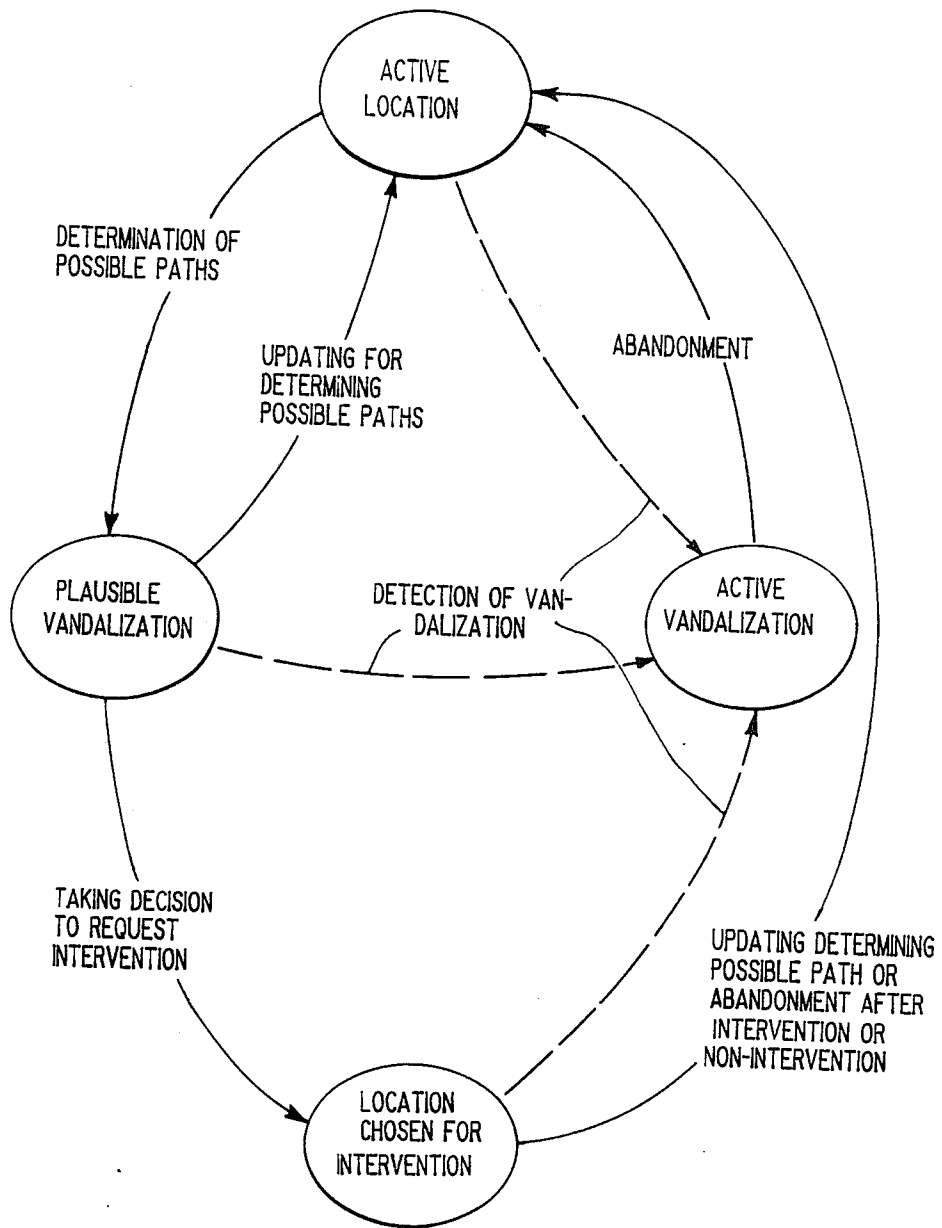 ACTIVE
LOCATION
DETERMINATION OF
POSSIBLE PATHS
UPDATING FOR
DETERMINING
POSSIBLE PATHS
ABANDONMENT
PLAUSIBLE
VANDALIZATION
DETECTION OF VAN-
DALIZATION
ACTIVE
VANDALIZATION
TAKING DECISION
TO REQUEST
INTERVENTION
UPDATING DETERMINING
POSSIBLE PATH OR
ABANDONMENT AFTER
INTERVENTION OR
NON-INTERVENTION
LOCATION
CHOSEN FOR
INTERVENTION